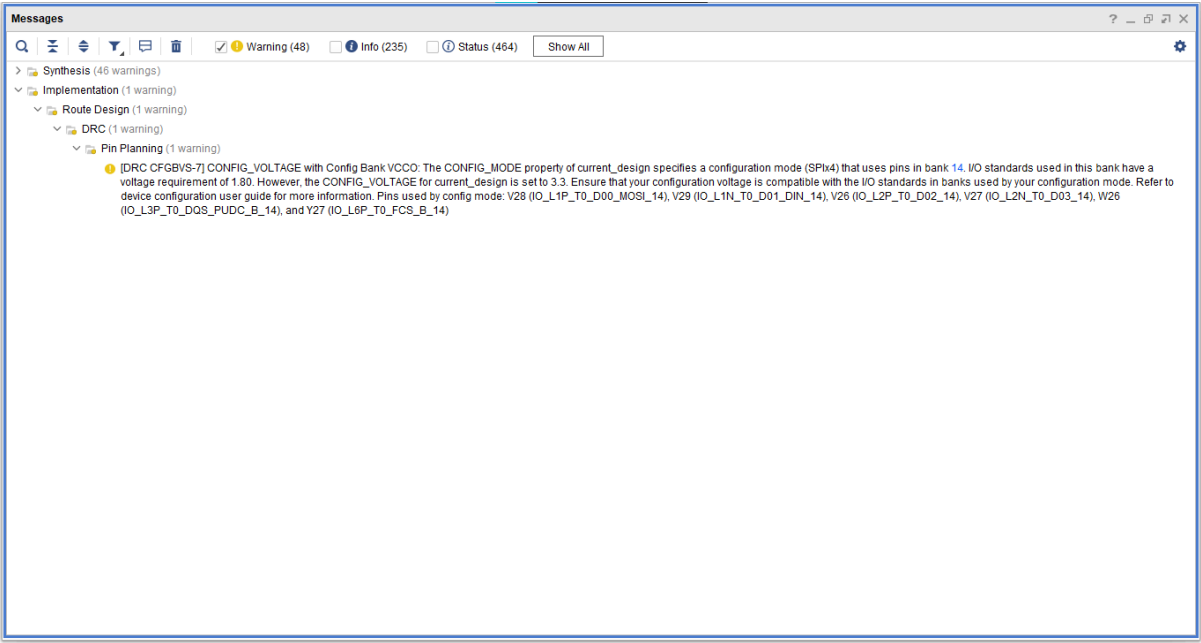 Messages
Warning (48) Info (235) Status (464) Show All
Synthesis (46 warnings)
Implementation (1 warning)
Route Design (1 warning)
DRC (1 warning)
Pin Planning (1 warning)
[DRC CFGBVS-7] CONFIG_VOLTAGE with Config Bank VCCO: The CONFIG_MODE property of current_design specifies a configuration mode (SPIx4) that uses pins in bank 14. I/O standards used in this bank have a
voltage requirement of 1.80. However, the CONFIG_VOLTAGE for current_design is set to 3.3. Ensure that your configuration voltage is compatible with the I/O standards in banks used by your configuration mode. Refer to
device configuration user guide for more information. Pins used by config mode: V28 (IO_L1P_T0_D00_MOSI_14), V29 (IO_L1N_T0_D01_DIN_14), V26 (IO_L2P_T0_D02_14), V27 (IO_L2N_T0_D03_14), W26
(IO_L3P_T0_DQS_PUDC_B_14), and Y27 (IO_L6P_T0_FCS_B_14)